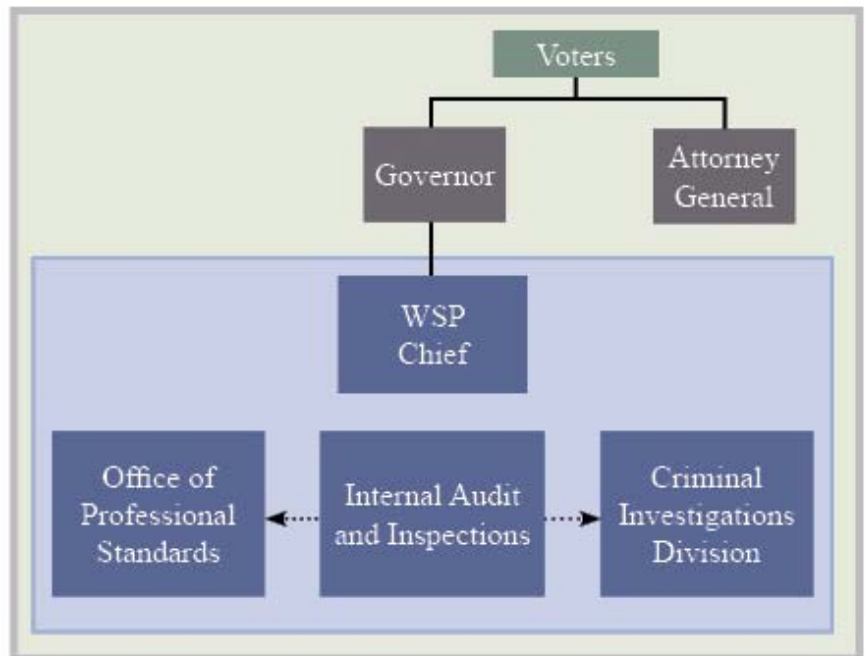 Voters
Governor
Attorney
General
WSP
Chief
Office of
Professional
Standards
Internal Audit
and Inspections
Criminal
Investigations
Division